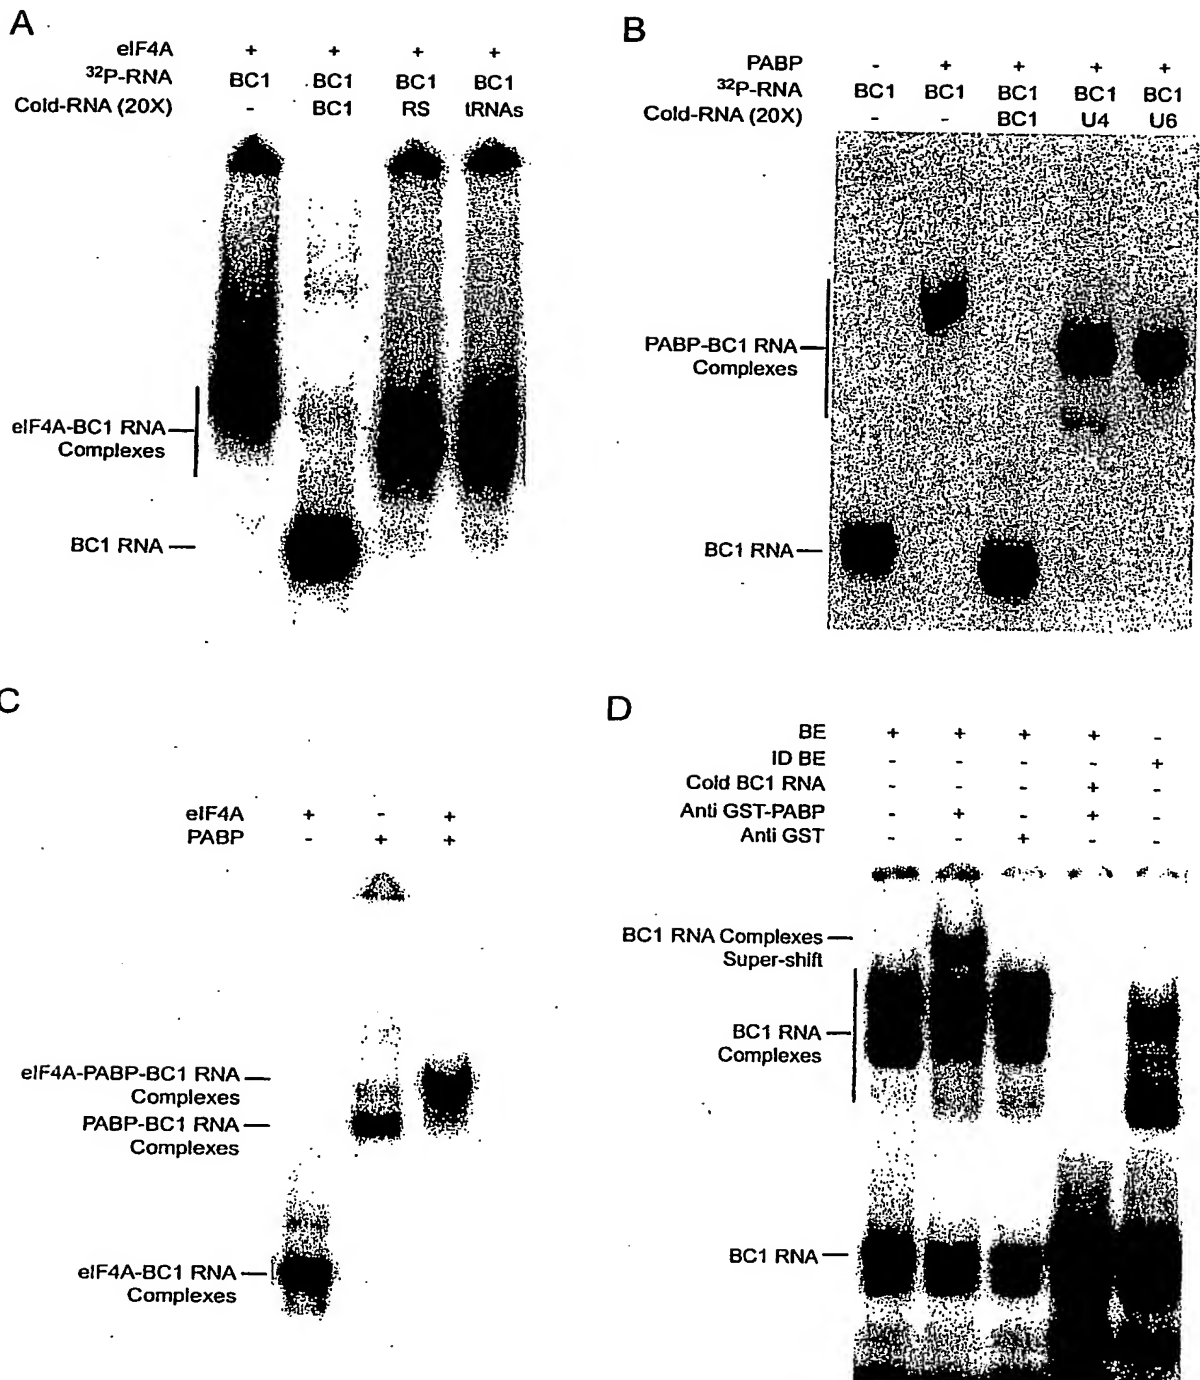 A
eIF4A + + + +
32P-RNA BC1 BC1 BC1 BC1
Cold-RNA (20X) - BC1 RS tRNAs
eIF4A-BC1 RNA
Complexes
BC1 RNA
B
PABP - + + + +
32P-RNA BC1 BC1 BC1 BC1 BC1
Cold-RNA (20X) - - BC1 U4 U6
PABP-BC1 RNA
Complexes
BC1 RNA
C
eIF4A + - +
PABP - + +
eIF4A-PABP-BC1 RNA
Complexes
PABP-BC1 RNA
Complexes
eIF4A-BC1 RNA
Complexes
D
BE + + + + -
ID BE - - - - +
Cold BC1 RNA - - - + -
Anti GST-PABP - + - + -
Anti GST - - + - -
BC1 RNA Complexes
Super-shift
BC1 RNA
Complexes
BC1 RNA